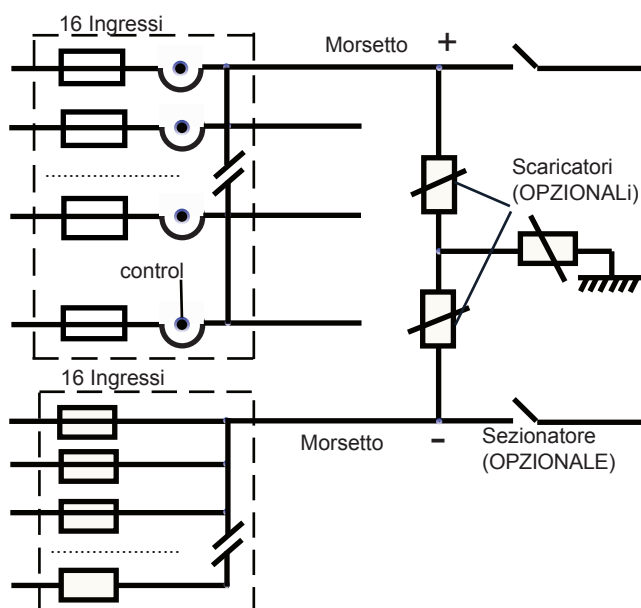 16 Ingressi
Morsetto +
Scaricatori
(OPZIONALi)
control
16 Ingressi
Morsetto -
Sezionatore
(OPZIONALE)